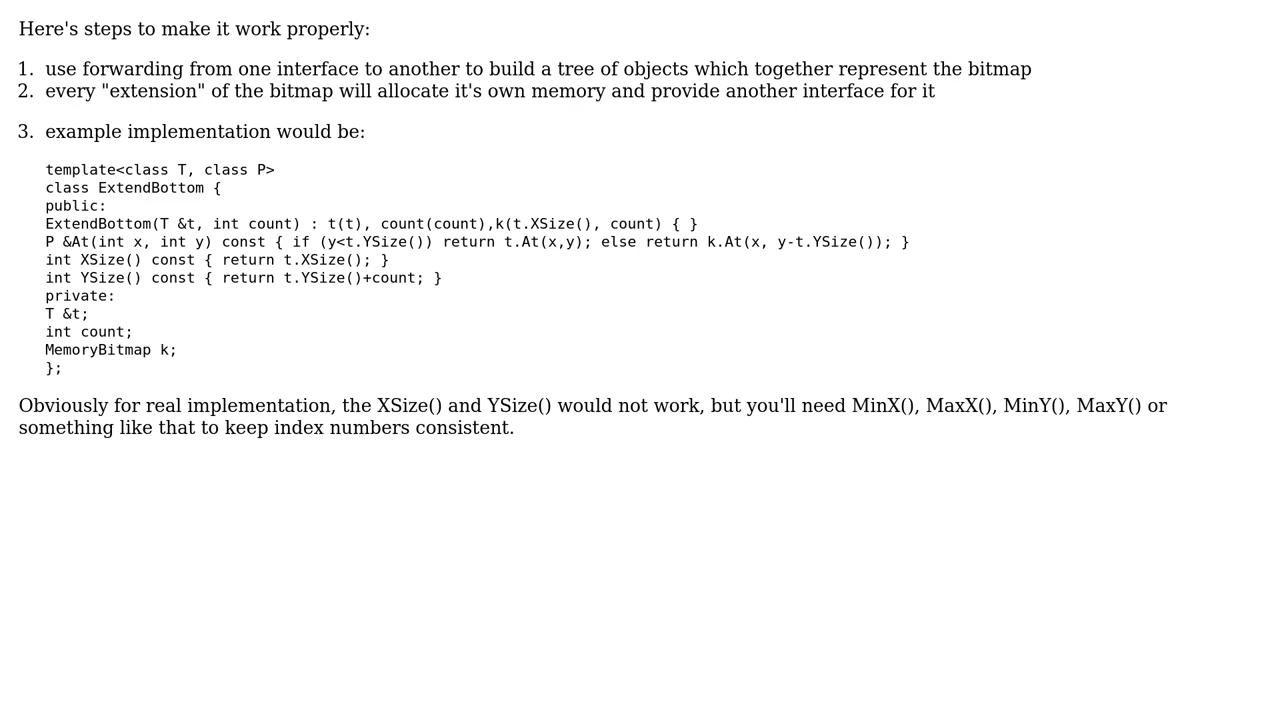 Here's steps to make it work properly:
1. use forwarding from one interface to another to build a tree of objects which together represent the bitmap
2. every "extension" of the bitmap will allocate it's own memory and provide another interface for it
3. example implementation would be:
template<class T, class P>
class ExtendBottom {
public:
ExtendBottom(T &t, int count) : t(t), count(count),k(t.XSize(), count) { }
P &At(int x, int y) const { if (y<t.YSize()) return t.At(x,y); else return k.At(x, y-t.YSize()); }
int XSize() const { return t.XSize(); }
int YSize() const { return t.YSize()+count; }
private:
T &t;
int count;
MemoryBitmap k;
};
Obviously for real implementation, the XSize() and YSize() would not work, but you'll need MinX(), MaxX(), MinY(), MaxY() or
something like that to keep index numbers consistent.